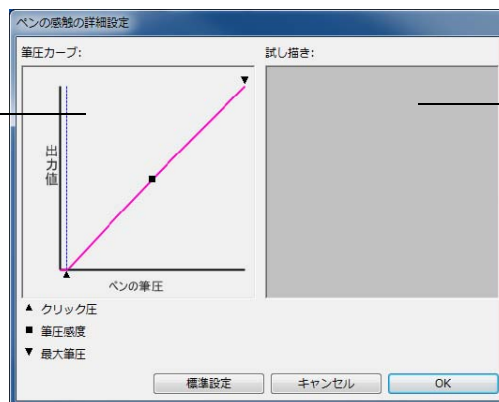 ペンの感触の詳細設定
筆圧カーブ:
試し描き:
出力値
ペンの筆圧
▲ クリック圧
■ 筆圧感度
▼ 最大筆圧
標準設定
キャンセル
OK